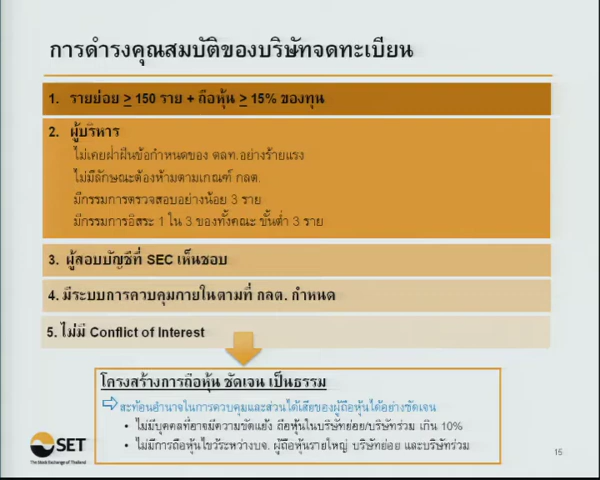 การดำรงคุณสมบัติของบริษัทจดทะเบียน
1. รายย่อย ≥ 150 ราย + ถือหุ้น ≥ 15% ของทุน
2. ผู้บริหาร
ไม่เคยฝ่าฝืนข้อกำหนดของ ตลท.อย่างร้ายแรง
ไม่มีลักษณะต้องห้ามตามเกณฑ์ กลต.
มีกรรมการตรวจสอบอย่างน้อย 3 ราย
มีกรรมการอิสระ 1 ใน 3 ของทั้งคณะ ขั้นต่ำ 3 ราย
3. ผู้สอบบัญชีที่ SEC เห็นชอบ
4. มีระบบการควบคุมภายในตามที่ กลต. กำหนด
5. ไม่มี Conflict of Interest
โครงสร้างการถือหุ้น ชัดเจน เป็นธรรม
สะท้อนอำนาจในการควบคุมและส่วนได้เสียของผู้ถือหุ้นได้อย่างชัดเจน
• ไม่มีบุคคลที่อาจมีความขัดแย้ง ถือหุ้นในบริษัทย่อย/บริษัทร่วม เกิน 10%
• ไม่มีการถือหุ้นไขว้ระหว่างบจ. ผู้ถือหุ้นรายใหญ่ บริษัทย่อย และบริษัทร่วม
SET
The Stock Exchange of Thailand
15